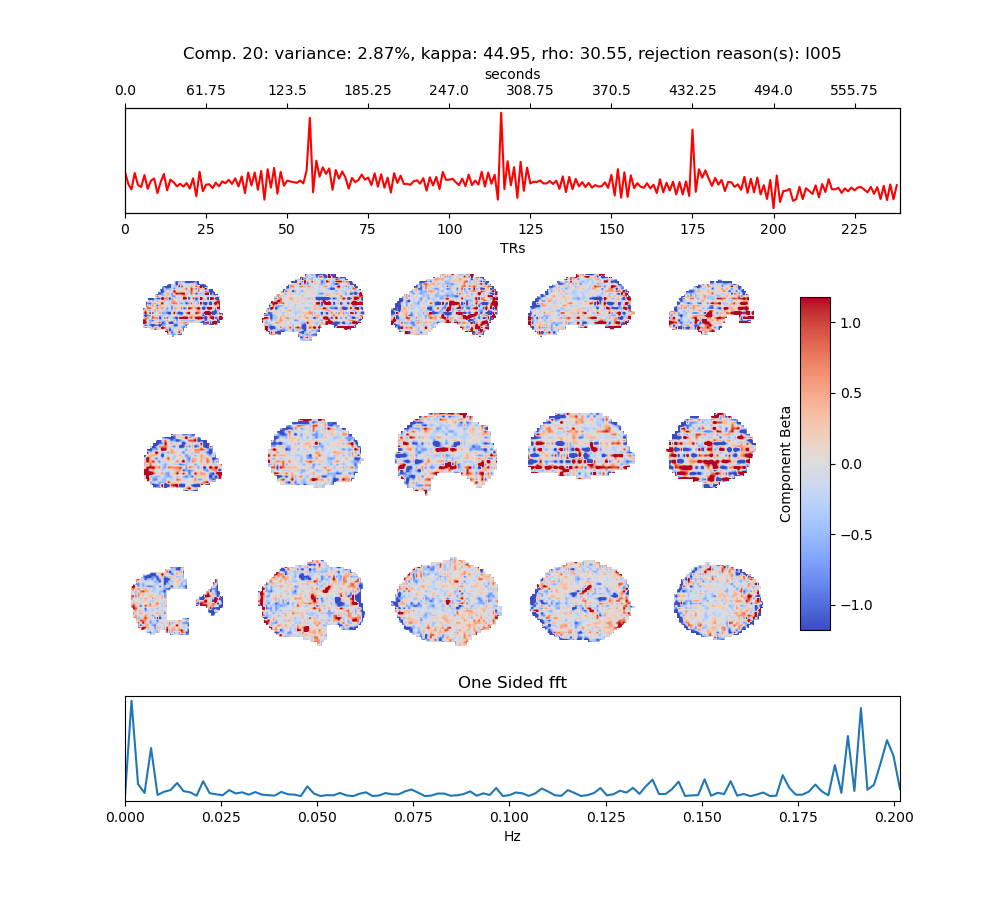 Comp. 20: variance: 2.87%, kappa: 44.95, rho: 30.55, rejection reason(s): I005
seconds
0.0 61.75 123.5 185.25 247.0 308.75 370.5 432.25 494.0 555.75
0 25 50 75 100 125 150 175 200 225
TRs
1.0
0.5
0.0
−0.5
−1.0
Component Beta
One Sided fft
0.000 0.025 0.050 0.075 0.100 0.125 0.150 0.175 0.200
Hz